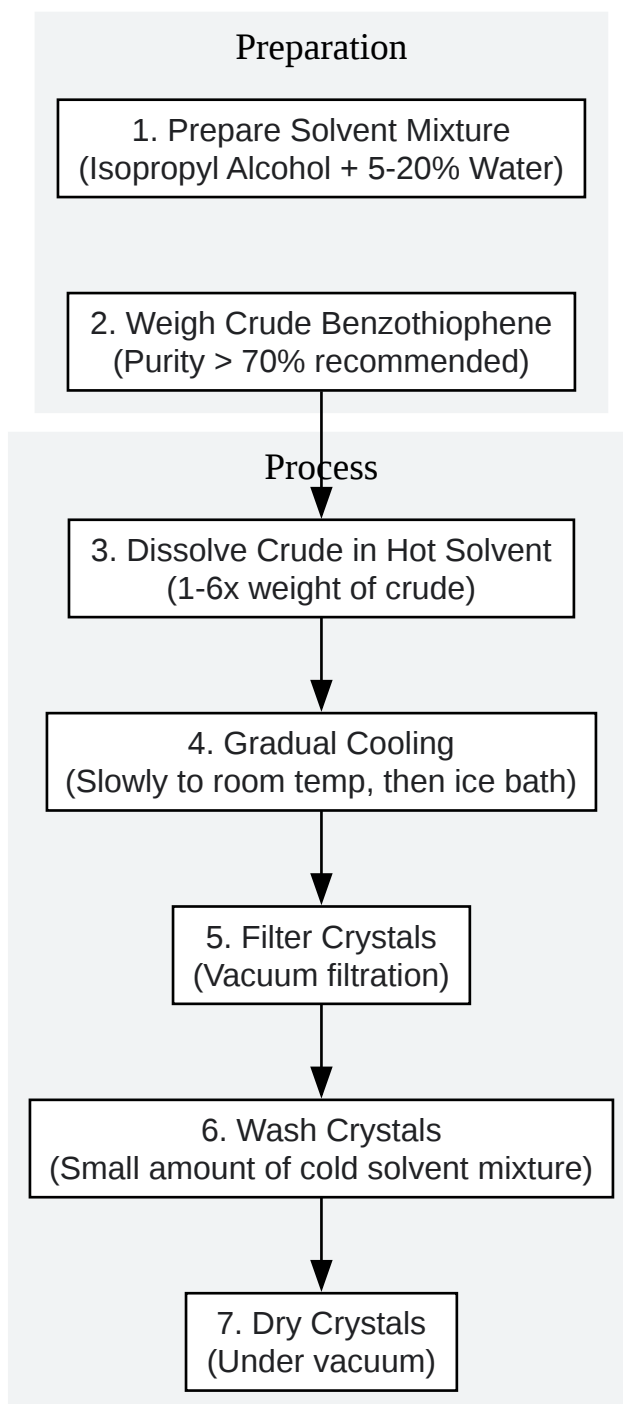 Preparation
1. Prepare Solvent Mixture
(Isopropyl Alcohol + 5-20% Water)
2. Weigh Crude Benzothiophene
(Purity > 70% recommended)
Process
3. Dissolve Crude in Hot Solvent
(1-6x weight of crude)
4. Gradual Cooling
(Slowly to room temp, then ice bath)
5. Filter Crystals
(Vacuum filtration)
6. Wash Crystals
(Small amount of cold solvent mixture)
7. Dry Crystals
(Under vacuum)